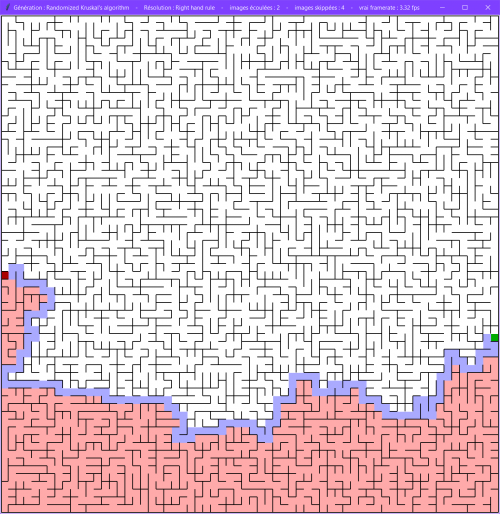 Génération : Randomized Kruskal's algorithm - Résolution : Right hand rule - images écoulées : 2 - images skippées : 4 - vrai framerate : 3.32 fps